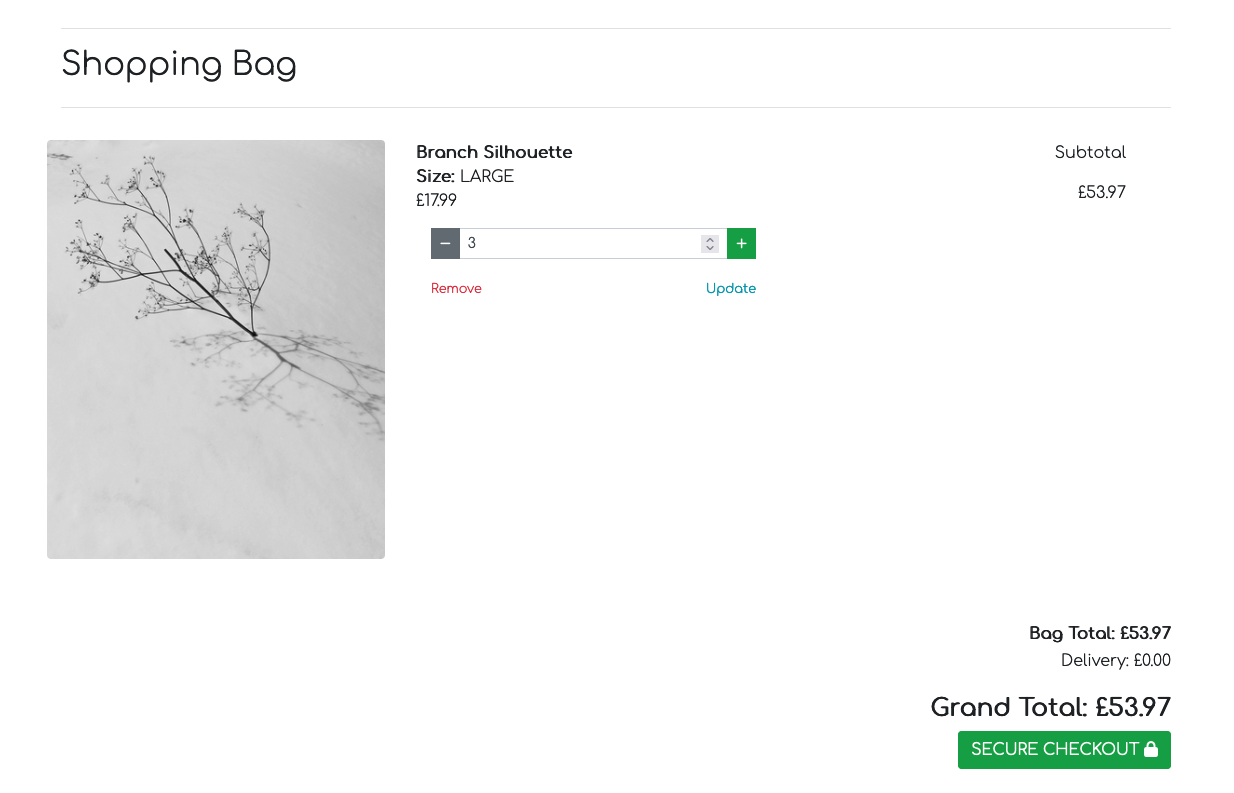 Shopping Bag
Branch Silhouette
Size: LARGE
£17.99
− 3 +
Remove Update
Subtotal
£53.97
Bag Total: £53.97
Delivery: £0.00
Grand Total: £53.97
SECURE CHECKOUT